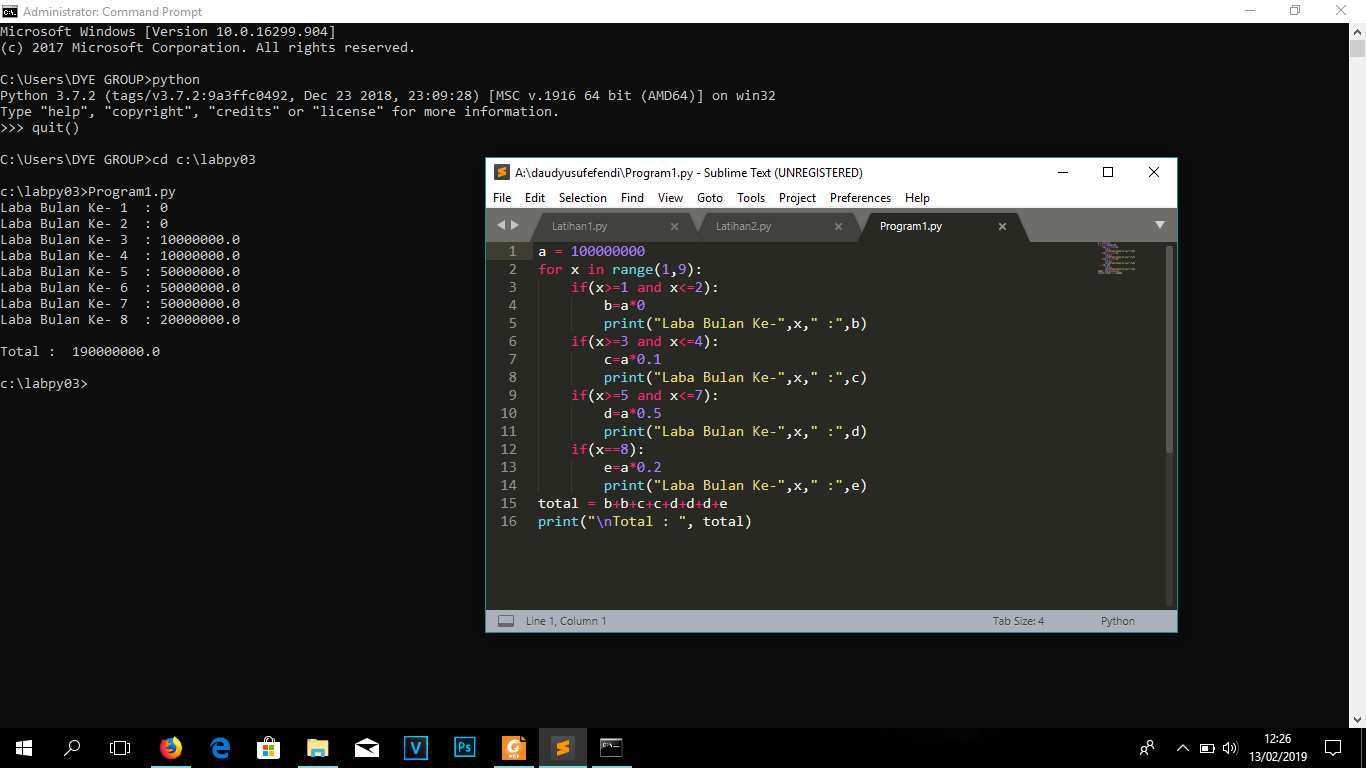 Administrator: Command Prompt
Microsoft Windows [Version 10.0.16299.904]
(c) 2017 Microsoft Corporation. All rights reserved.
C:\Users\DYE GROUP>python
Python 3.7.2 (tags/v3.7.2:9a3ffc0492, Dec 23 2018, 23:09:28) [MSC v.1916 64 bit (AMD64)] on win32
Type "help", "copyright", "credits" or "license" for more information.
>>> quit()
C:\Users\DYE GROUP>cd c:\labpy03
c:\labpy03>Program1.py
Laba Bulan Ke- 1  : 0
Laba Bulan Ke- 2  : 0
Laba Bulan Ke- 3  : 10000000.0
Laba Bulan Ke- 4  : 10000000.0
Laba Bulan Ke- 5  : 50000000.0
Laba Bulan Ke- 6  : 50000000.0
Laba Bulan Ke- 7  : 50000000.0
Laba Bulan Ke- 8  : 20000000.0
Total :  190000000.0
c:\labpy03>
A:\daudyusufefendi\Program1.py - Sublime Text (UNREGISTERED)
File Edit Selection Find View Goto Tools Project Preferences Help
Latihan1.py Latihan2.py Program1.py
1 a = 100000000
2 for x in range(1,9):
3     if(x>=1 and x<=2):
4         b=a*0
5         print("Laba Bulan Ke-",x," :",b)
6     if(x>=3 and x<=4):
7         c=a*0.1
8         print("Laba Bulan Ke-",x," :",c)
9     if(x>=5 and x<=7):
10         d=a*0.5
11         print("Laba Bulan Ke-",x," :",d)
12     if(x==8):
13         e=a*0.2
14         print("Laba Bulan Ke-",x," :",e)
15 total = b+b+c+c+d+d+d+e
16 print("\nTotal : ", total)
Line 1, Column 1 Tab Size: 4 Python
V Ps PDF
12:26
13/02/2019